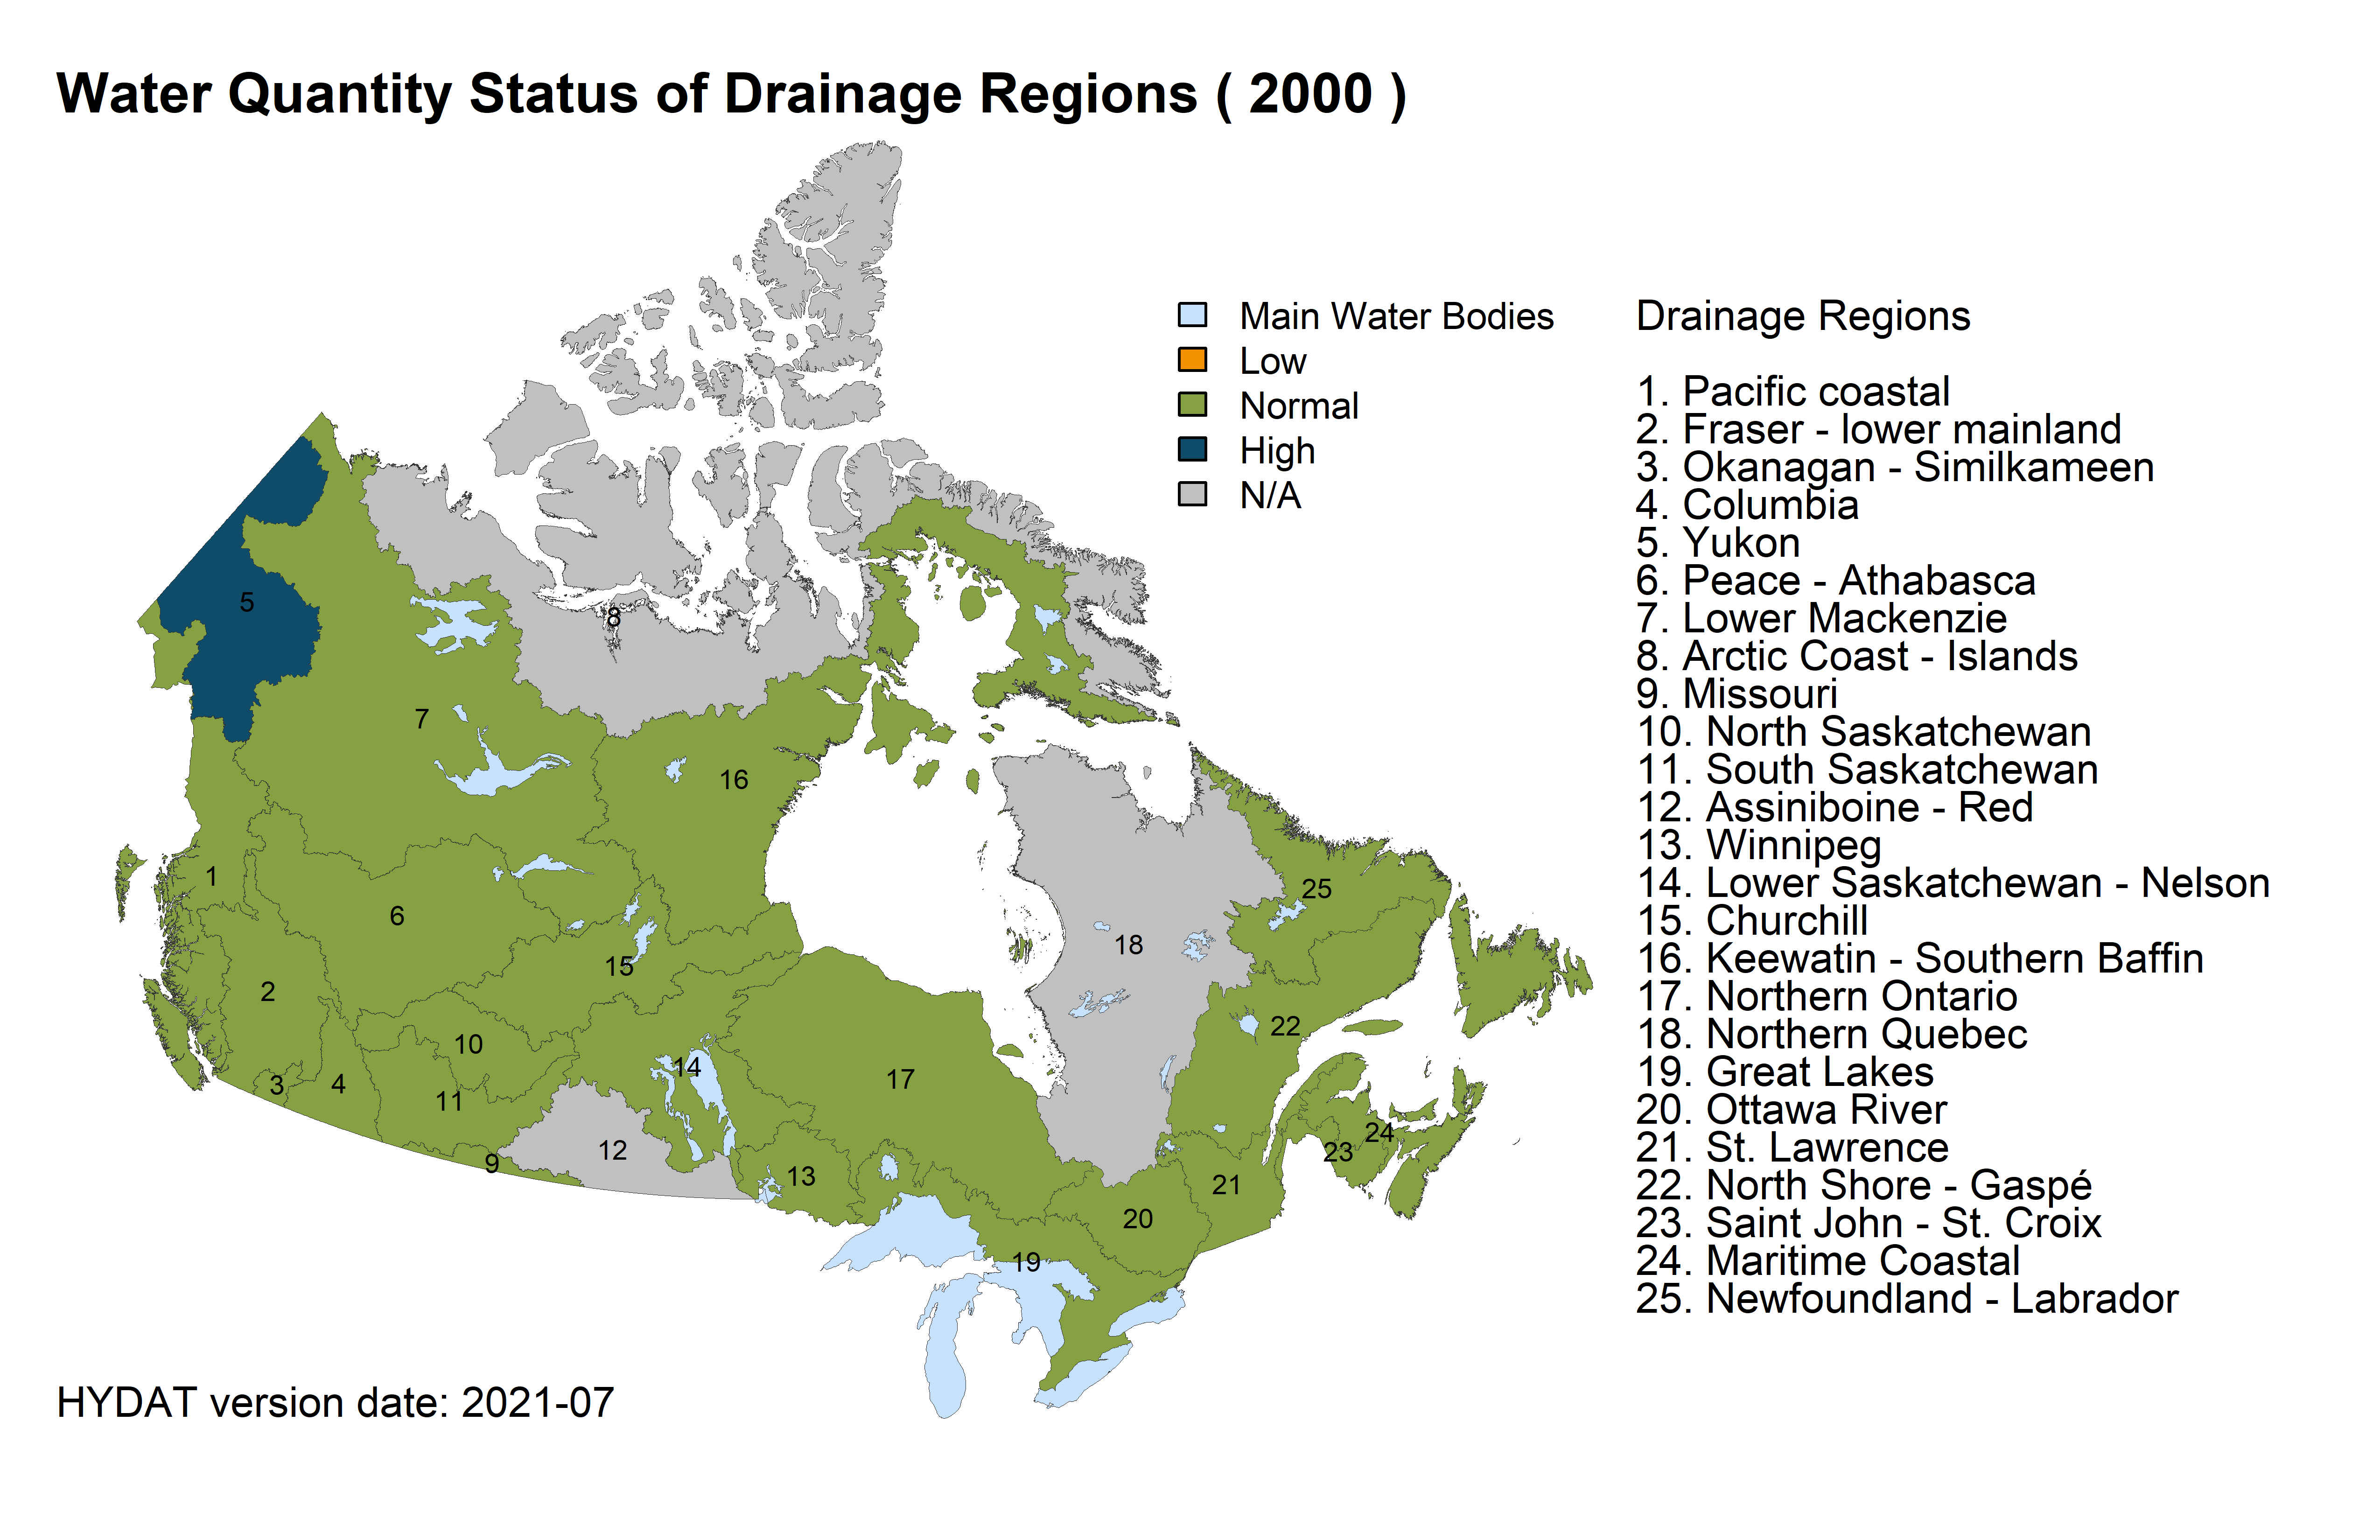 Water Quantity Status of Drainage Regions ( 2000 )
Main Water Bodies
Low
Normal
High
N/A
Drainage Regions
1. Pacific coastal
2. Fraser - lower mainland
3. Okanagan - Similkameen
4. Columbia
5. Yukon
6. Peace - Athabasca
7. Lower Mackenzie
8. Arctic Coast - Islands
9. Missouri
10. North Saskatchewan
11. South Saskatchewan
12. Assiniboine - Red
13. Winnipeg
14. Lower Saskatchewan - Nelson
15. Churchill
16. Keewatin - Southern Baffin
17. Northern Ontario
18. Northern Quebec
19. Great Lakes
20. Ottawa River
21. St. Lawrence
22. North Shore - Gaspé
23. Saint John - St. Croix
24. Maritime Coastal
25. Newfoundland - Labrador
5
8
7
16
1
6
25
18
15
2
22
10
14
17
3
4
11
24
12
23
9
13
21
20
19
HYDAT version date: 2021-07